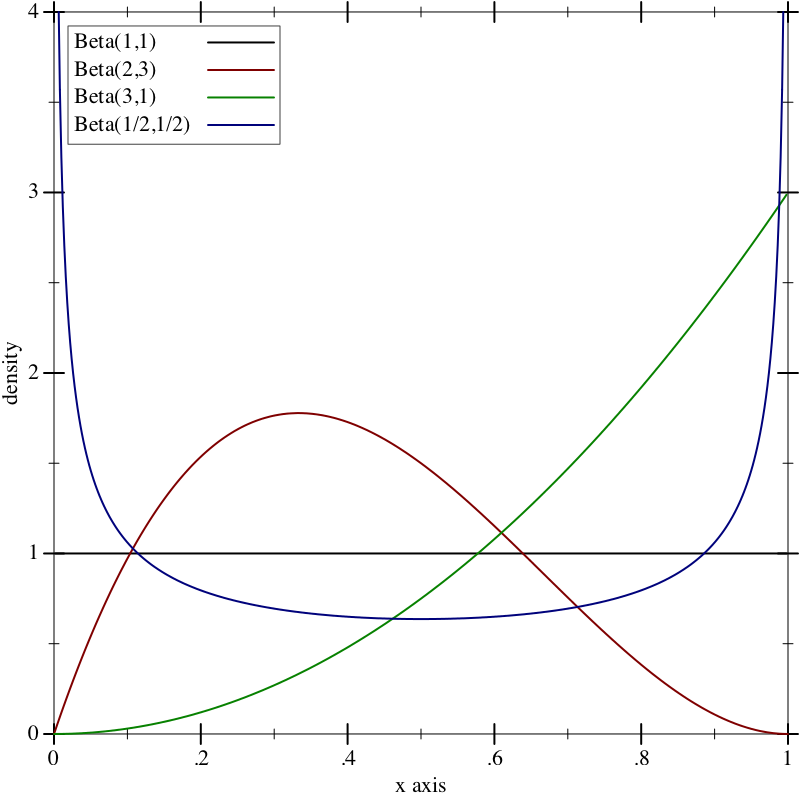 4
Beta(1,1)
Beta(2,3)
Beta(3,1)
Beta(1/2,1/2)
3
2
density
1
0
0 .2 .4 .6 .8 1
x axis